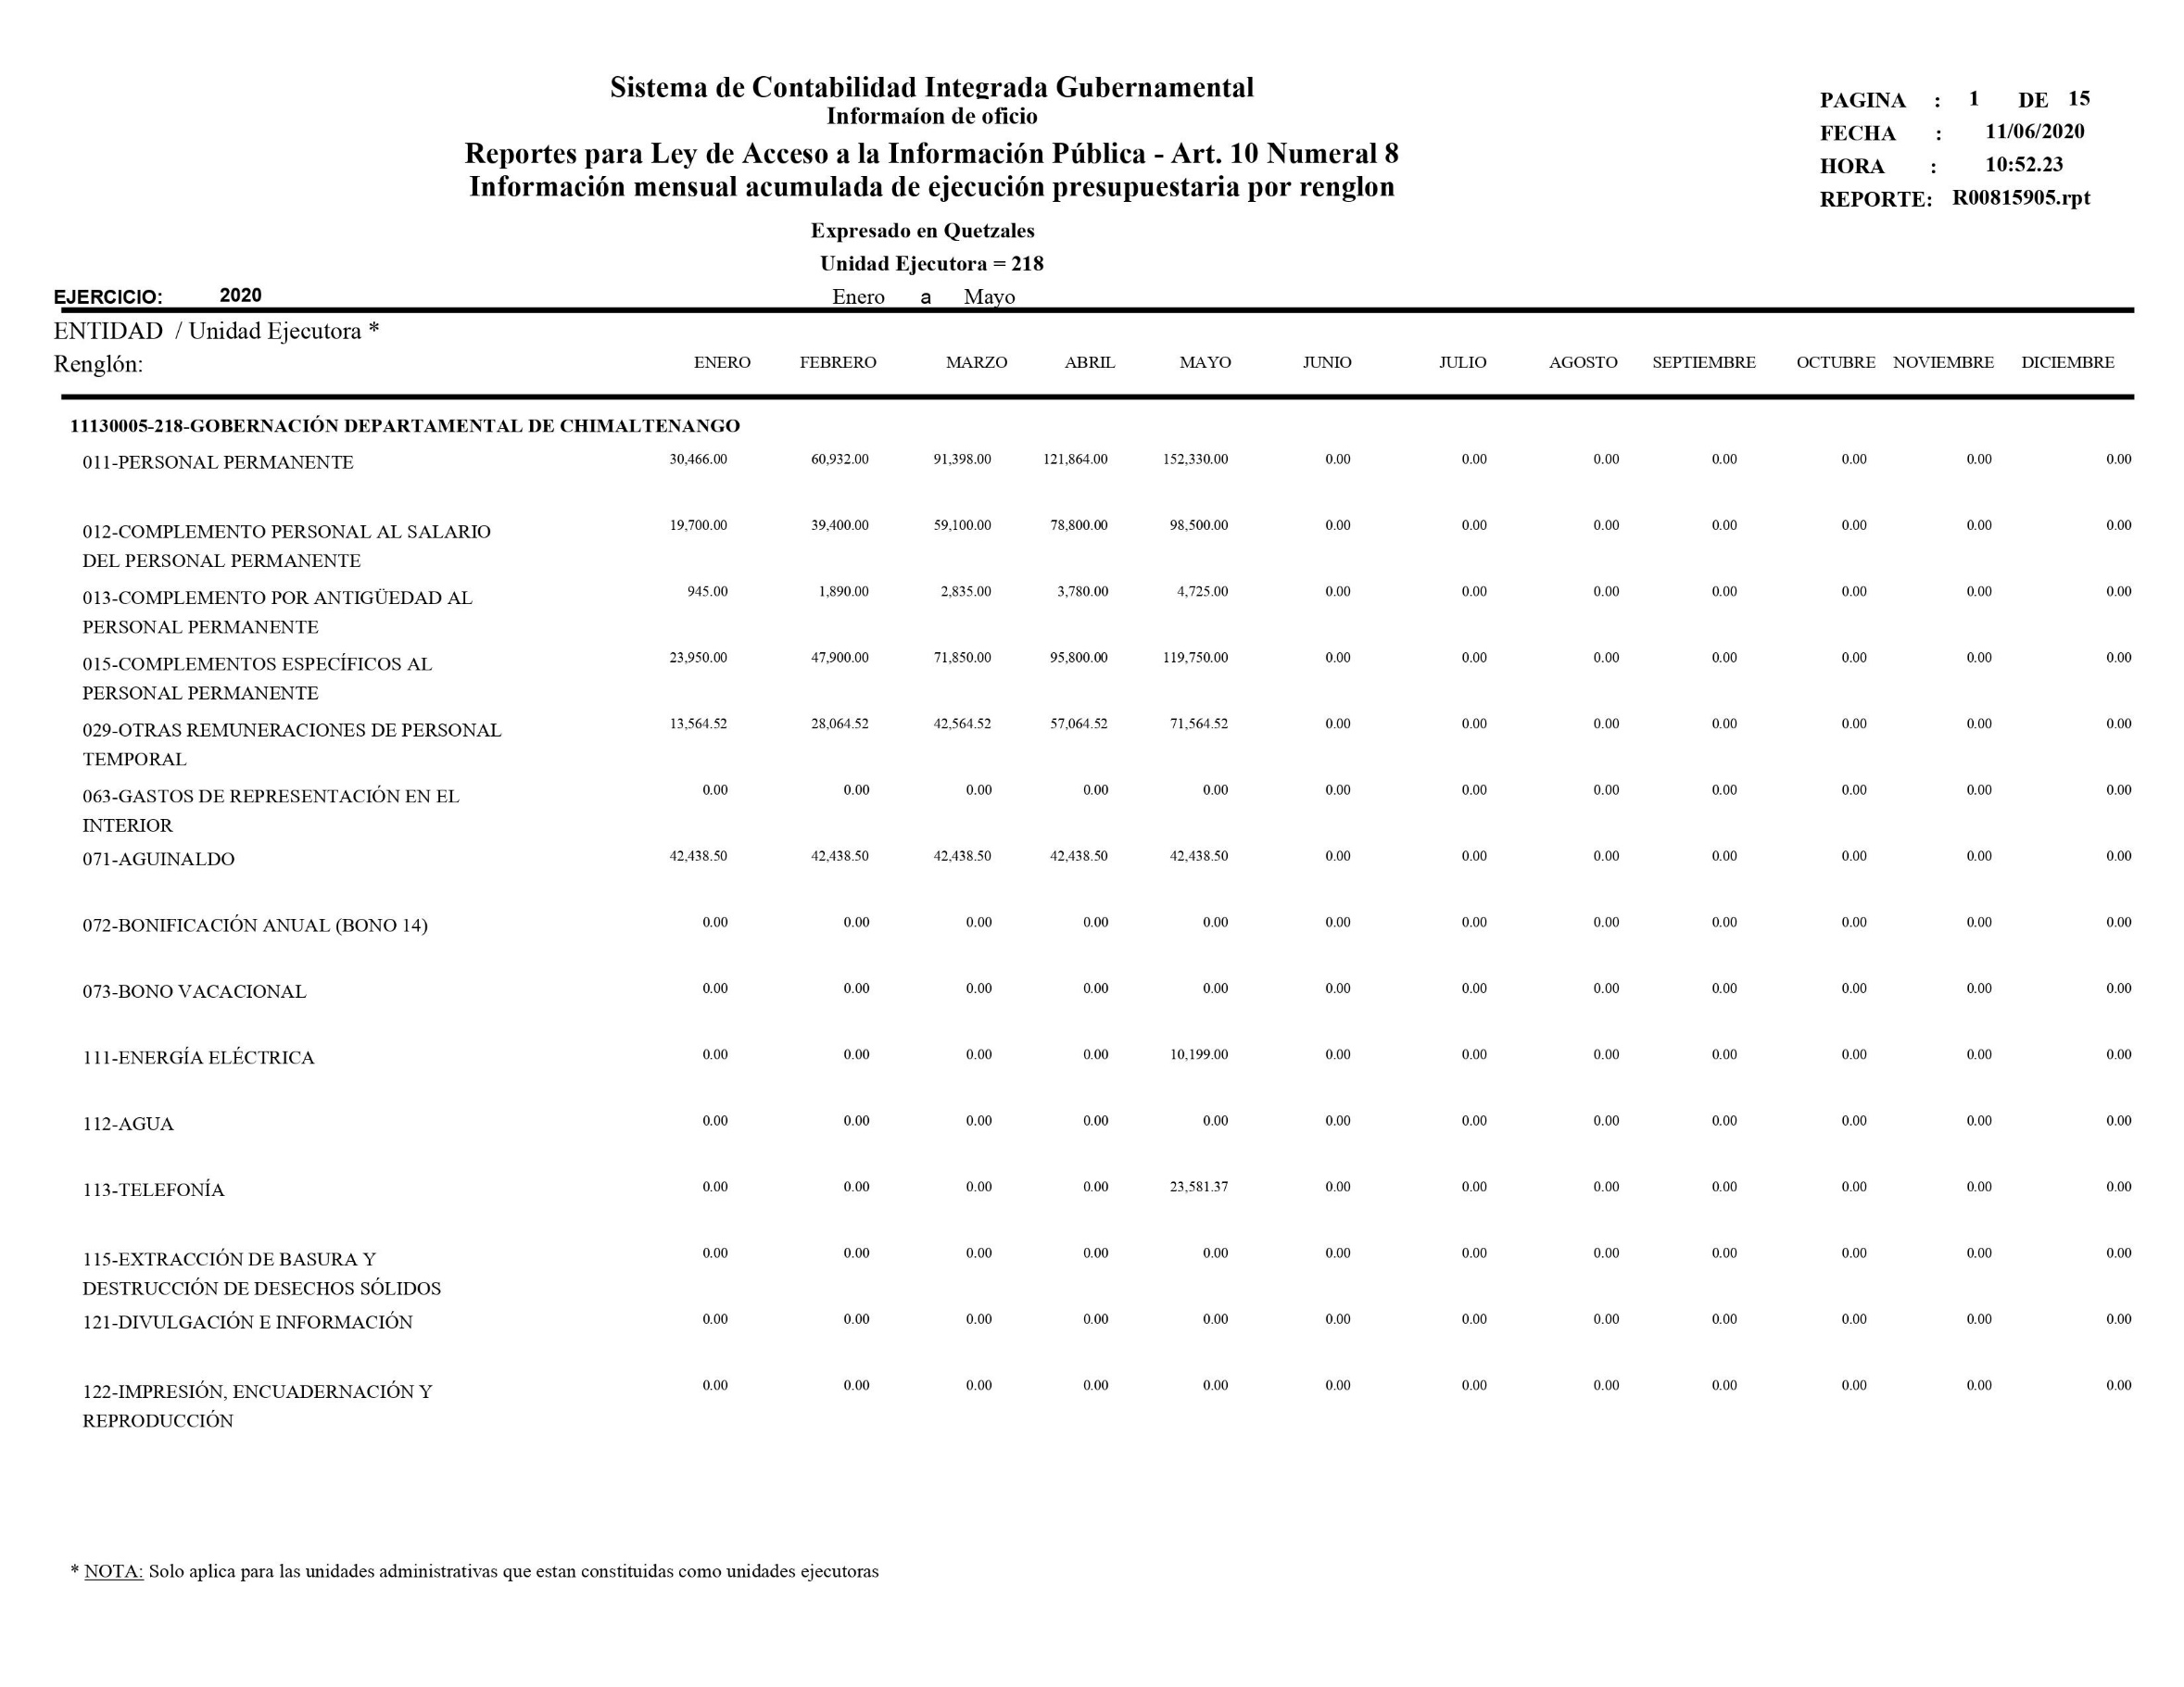 Sistema de Contabilidad Integrada Gubernamental
Informaíon de oficio
Reportes para Ley de Acceso a la Información Pública - Art. 10 Numeral 8
Información mensual acumulada de ejecución presupuestaria por renglon
PAGINA : 1 DE 15
FECHA : 11/06/2020
HORA : 10:52.23
REPORTE: R00815905.rpt
Expresado en Quetzales
Unidad Ejecutora = 218
EJERCICIO: 2020 Enero a Mayo
ENTIDAD / Unidad Ejecutora *
Renglón: ENERO FEBRERO MARZO ABRIL MAYO JUNIO JULIO AGOSTO SEPTIEMBRE OCTUBRE NOVIEMBRE DICIEMBRE
11130005-218-GOBERNACIÓN DEPARTAMENTAL DE CHIMALTENANGO
011-PERSONAL PERMANENTE 30,466.00 60,932.00 91,398.00 121,864.00 152,330.00 0.00 0.00 0.00 0.00 0.00 0.00 0.00
012-COMPLEMENTO PERSONAL AL SALARIO 19,700.00 39,400.00 59,100.00 78,800.00 98,500.00 0.00 0.00 0.00 0.00 0.00 0.00 0.00
DEL PERSONAL PERMANENTE
013-COMPLEMENTO POR ANTIGÜEDAD AL 945.00 1,890.00 2,835.00 3,780.00 4,725.00 0.00 0.00 0.00 0.00 0.00 0.00 0.00
PERSONAL PERMANENTE
015-COMPLEMENTOS ESPECÍFICOS AL 23,950.00 47,900.00 71,850.00 95,800.00 119,750.00 0.00 0.00 0.00 0.00 0.00 0.00 0.00
PERSONAL PERMANENTE
029-OTRAS REMUNERACIONES DE PERSONAL 13,564.52 28,064.52 42,564.52 57,064.52 71,564.52 0.00 0.00 0.00 0.00 0.00 0.00 0.00
TEMPORAL
063-GASTOS DE REPRESENTACIÓN EN EL 0.00 0.00 0.00 0.00 0.00 0.00 0.00 0.00 0.00 0.00 0.00 0.00
INTERIOR
071-AGUINALDO 42,438.50 42,438.50 42,438.50 42,438.50 42,438.50 0.00 0.00 0.00 0.00 0.00 0.00 0.00
072-BONIFICACIÓN ANUAL (BONO 14) 0.00 0.00 0.00 0.00 0.00 0.00 0.00 0.00 0.00 0.00 0.00 0.00
073-BONO VACACIONAL 0.00 0.00 0.00 0.00 0.00 0.00 0.00 0.00 0.00 0.00 0.00 0.00
111-ENERGÍA ELÉCTRICA 0.00 0.00 0.00 0.00 10,199.00 0.00 0.00 0.00 0.00 0.00 0.00 0.00
112-AGUA 0.00 0.00 0.00 0.00 0.00 0.00 0.00 0.00 0.00 0.00 0.00 0.00
113-TELEFONÍA 0.00 0.00 0.00 0.00 23,581.37 0.00 0.00 0.00 0.00 0.00 0.00 0.00
115-EXTRACCIÓN DE BASURA Y 0.00 0.00 0.00 0.00 0.00 0.00 0.00 0.00 0.00 0.00 0.00 0.00
DESTRUCCIÓN DE DESECHOS SÓLIDOS
121-DIVULGACIÓN E INFORMACIÓN 0.00 0.00 0.00 0.00 0.00 0.00 0.00 0.00 0.00 0.00 0.00 0.00
122-IMPRESIÓN, ENCUADERNACIÓN Y 0.00 0.00 0.00 0.00 0.00 0.00 0.00 0.00 0.00 0.00 0.00 0.00
REPRODUCCIÓN
* NOTA: Solo aplica para las unidades administrativas que estan constituidas como unidades ejecutoras